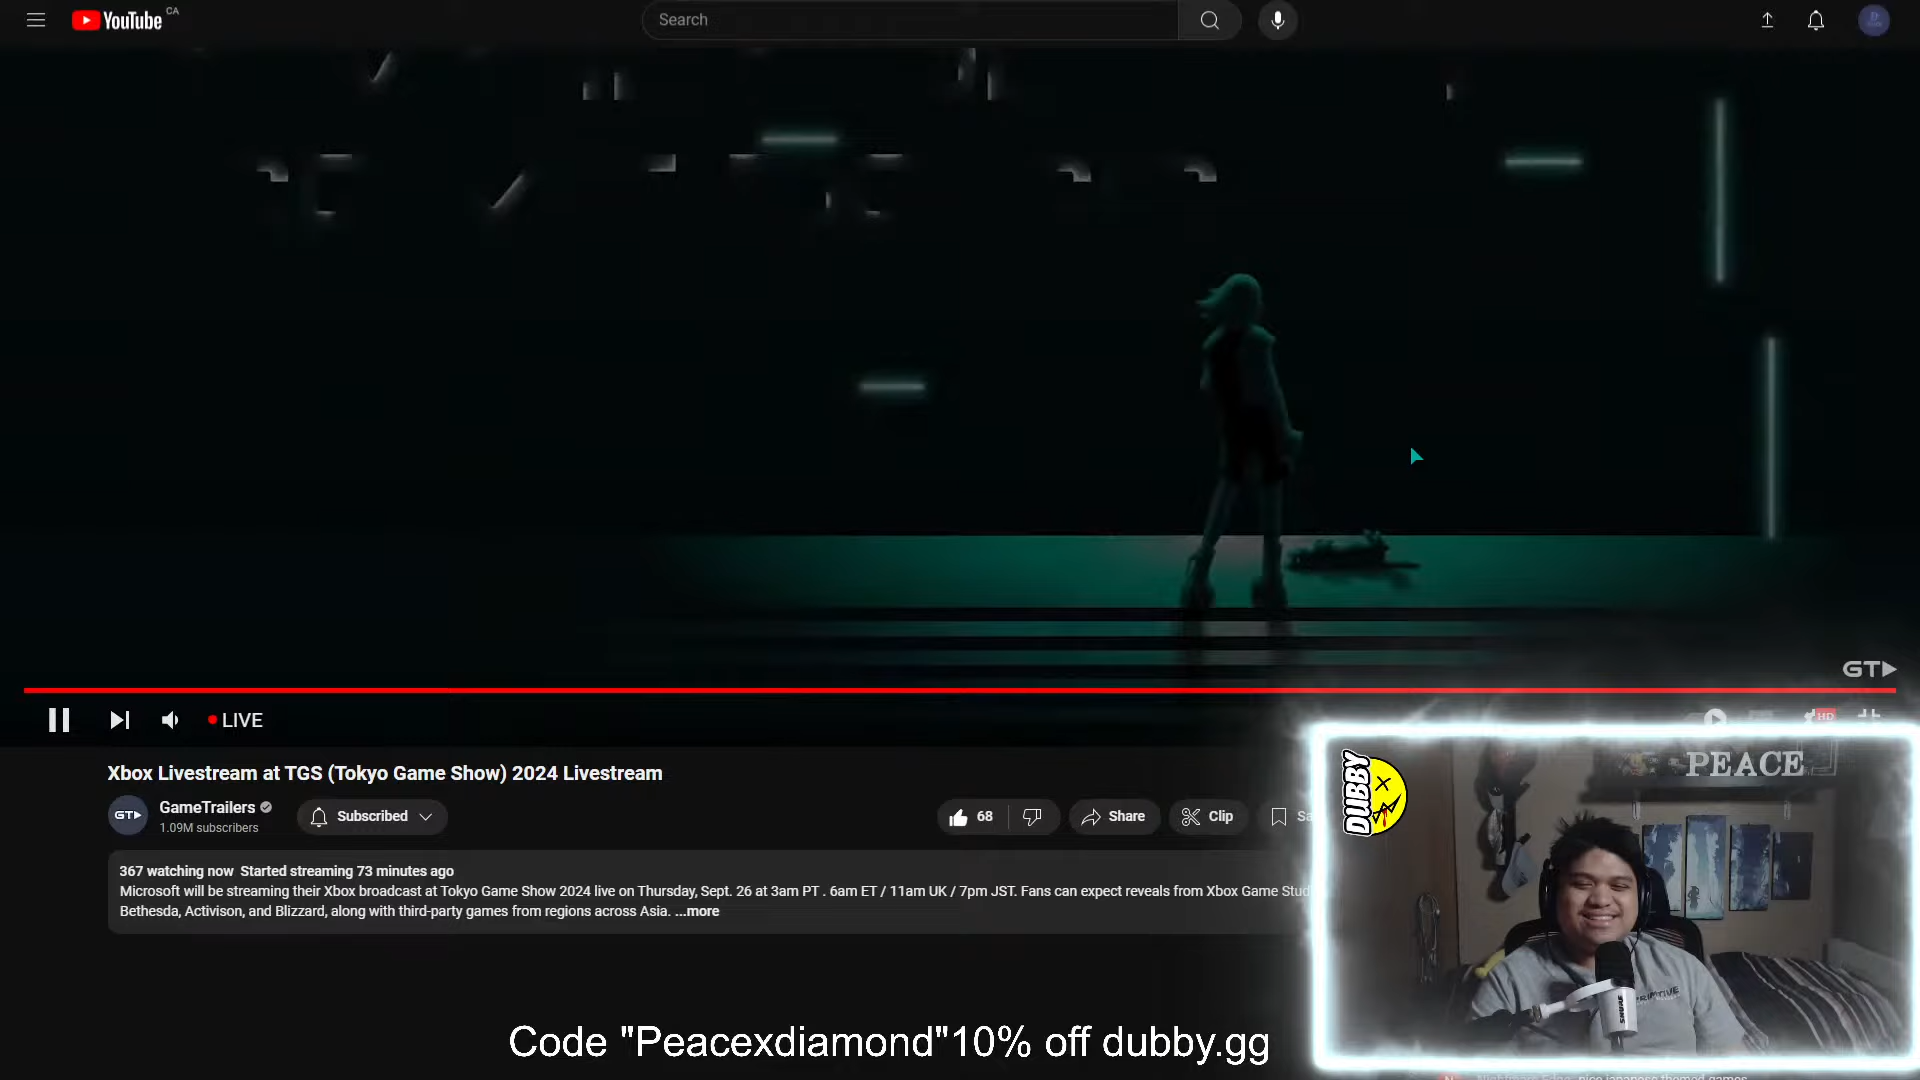 YouTube CA
Search
GT
LIVE
HD
Xbox Livestream at TGS (Tokyo Game Show) 2024 Livestream
GT
GameTrailers
1.09M subscribers
Subscribed
68
Share
Clip
367 watching now Started streaming 73 minutes ago
Microsoft will be streaming their Xbox broadcast at Tokyo Game Show 2024 live on Thursday, Sept. 26 at 3am PT . 6am ET / 11am UK / 7pm JST. Fans can expect reveals from Xbox Game
Bethesda, Activison, and Blizzard, along with third-party games from regions across Asia. ...more
DUBBY
PEACE
SHURE
Code "Peacexdiamond"10% off dubby.gg